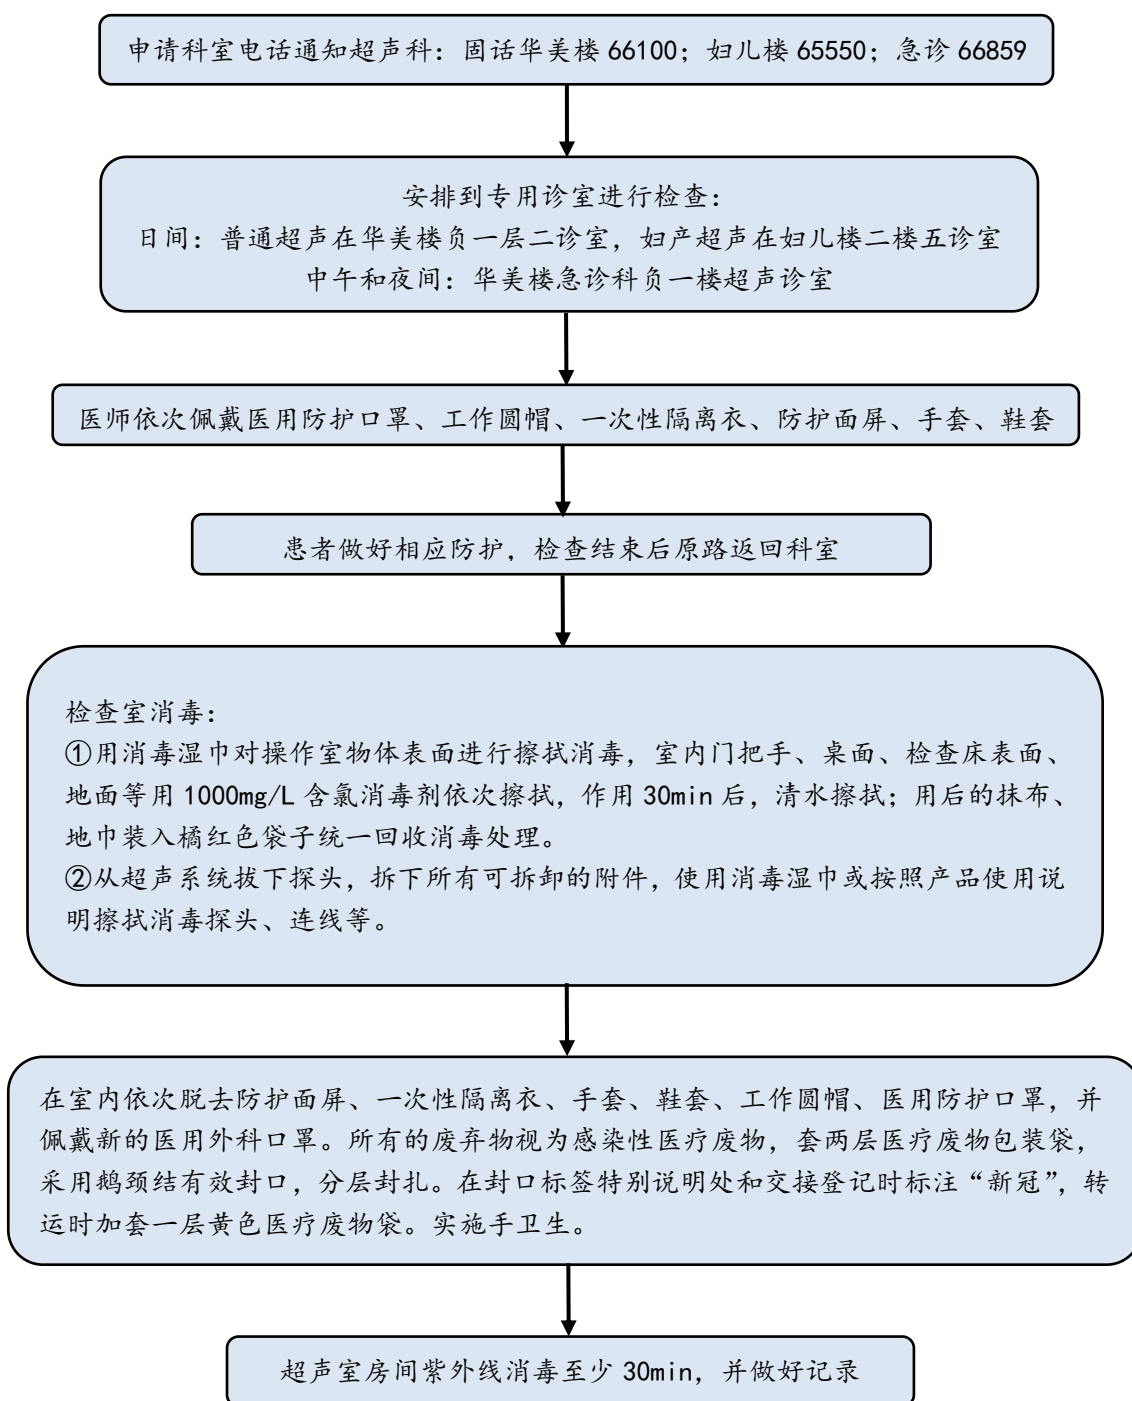 申请科室电话通知超声科：固话华美楼 66100；妇儿楼 65550；急诊 66859
安排到专用诊室进行检查：
日间：普通超声在华美楼负一层二诊室，妇产超声在妇儿楼二楼五诊室
中午和夜间：华美楼急诊科负一楼超声诊室
医师依次佩戴医用防护口罩、工作圆帽、一次性隔离衣、防护面屏、手套、鞋套
患者做好相应防护，检查结束后原路返回科室
检查室消毒：
①用消毒湿巾对操作室物体表面进行擦拭消毒，室内门把手、桌面、检查床表面、
地面等用 1000mg/L 含氯消毒剂依次擦拭，作用 30min 后，清水擦拭；用后的抹布、
地巾装入橘红色袋子统一回收消毒处理。
②从超声系统拔下探头，拆下所有可拆卸的附件，使用消毒湿巾或按照产品使用说
明擦拭消毒探头、连线等。
在室内依次脱去防护面屏、一次性隔离衣、手套、鞋套、工作圆帽、医用防护口罩，并
佩戴新的医用外科口罩。所有的废弃物视为感染性医疗废物，套两层医疗废物包装袋，
采用鹅颈结有效封口，分层封扎。在封口标签特别说明处和交接登记时标注“新冠”，转
运时加套一层黄色医疗废物袋。实施手卫生。
超声室房间紫外线消毒至少 30min，并做好记录